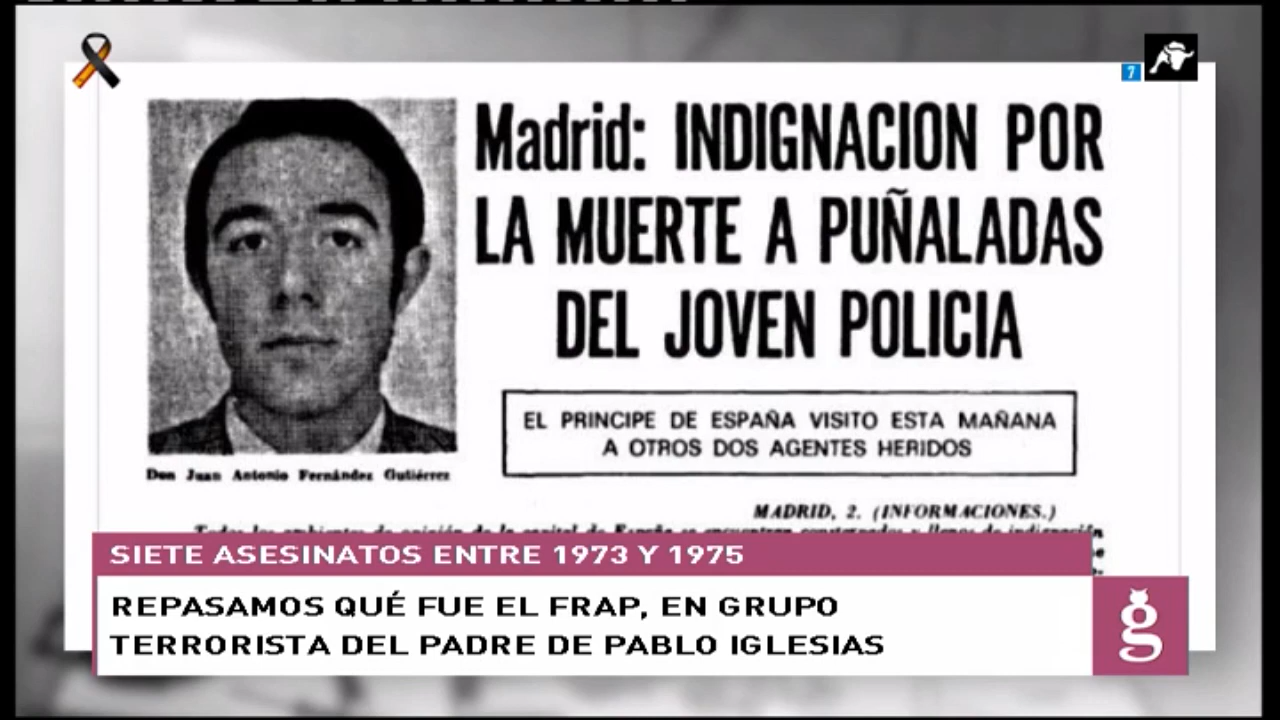 7
Madrid: INDIGNACION POR
LA MUERTE A PUÑALADAS
DEL JOVEN POLICIA
EL PRINCIPE DE ESPAÑA VISITO ESTA MAÑANA
A OTROS DOS AGENTES HERIDOS
Don Juan Antonio Fernández Gutiérrez
MADRID, 2. (INFORMACIONES.)
SIETE ASESINATOS ENTRE 1973 Y 1975
REPASAMOS QUÉ FUE EL FRAP, EN GRUPO
TERRORISTA DEL PADRE DE PABLO IGLESIAS
g